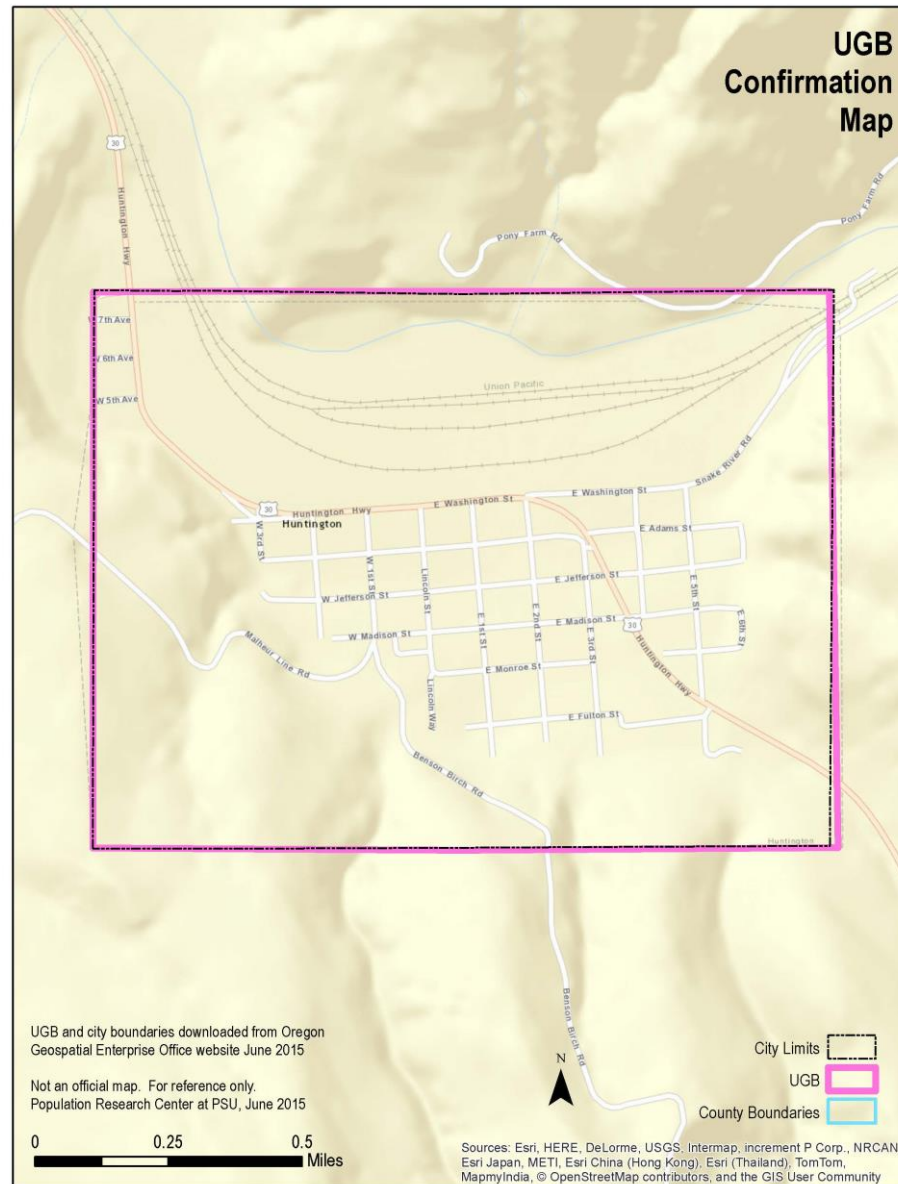 UGB
Confirmation
Map
30
Huntington Hwy
Pony Farm Rd
Pony Farm Rd
W 7th Ave
W 6th Ave
W 5th Ave
Union Pacific
Snake River Rd
E Washington St
E Washington St
30
Huntington Hwy
Huntington
W 3rd St
E Adams St
W 1st St
Lincoln St
E Jefferson St
W Jefferson St
E 1st St
E 2nd St
E 3rd St
E 5th St
E 6th St
E Madison St
30
W Madison St
Malheur Line Rd
E Monroe St
Huntington Hwy
Lincoln Way
E Fulton St
Benson Birch Rd
Huntington
Benson Birch Rd
UGB and city boundaries downloaded from Oregon
Geospatial Enterprise Office website June 2015
Not an official map. For reference only.
Population Research Center at PSU, June 2015
0 0.25 0.5
Miles
N
City Limits
UGB
County Boundaries
Sources: Esri, HERE, DeLorme, USGS, Intermap, increment P Corp., NRCAN,
Esri Japan, METI, Esri China (Hong Kong), Esri (Thailand), TomTom,
MapmyIndia, © OpenStreetMap contributors, and the GIS User Community